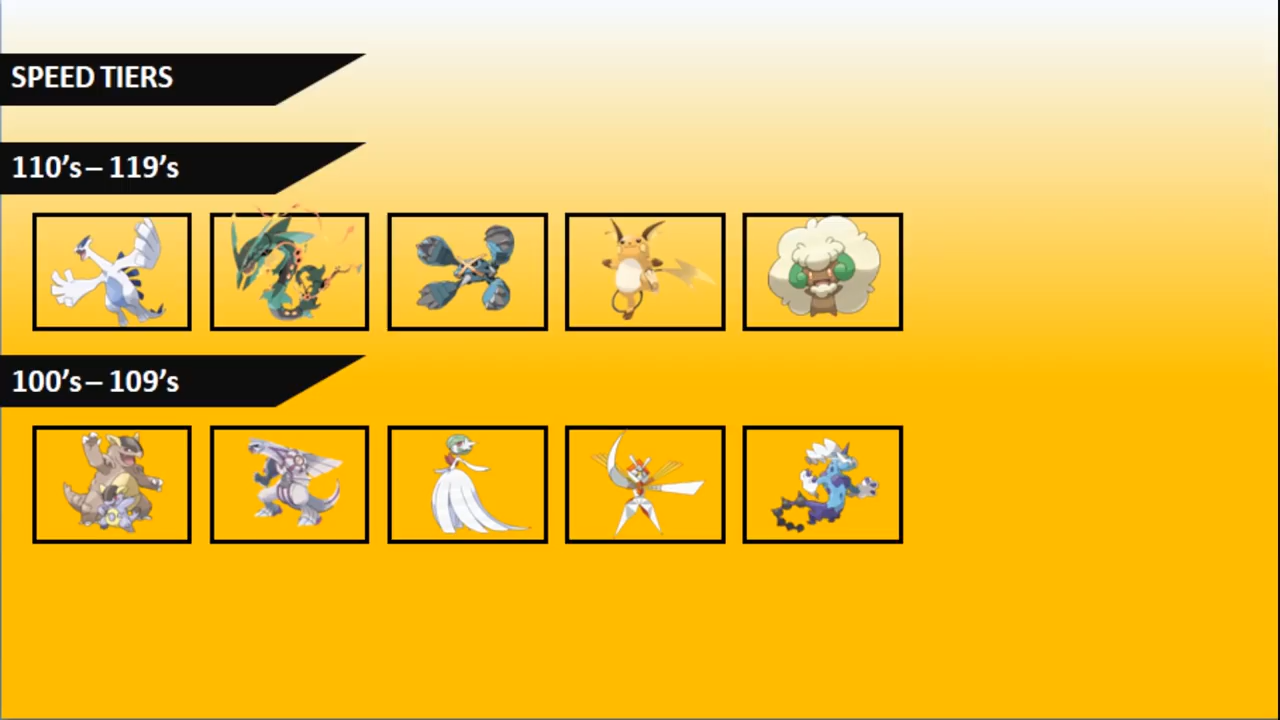 SPEED TIERS
110’s – 119’s
100’s – 109’s